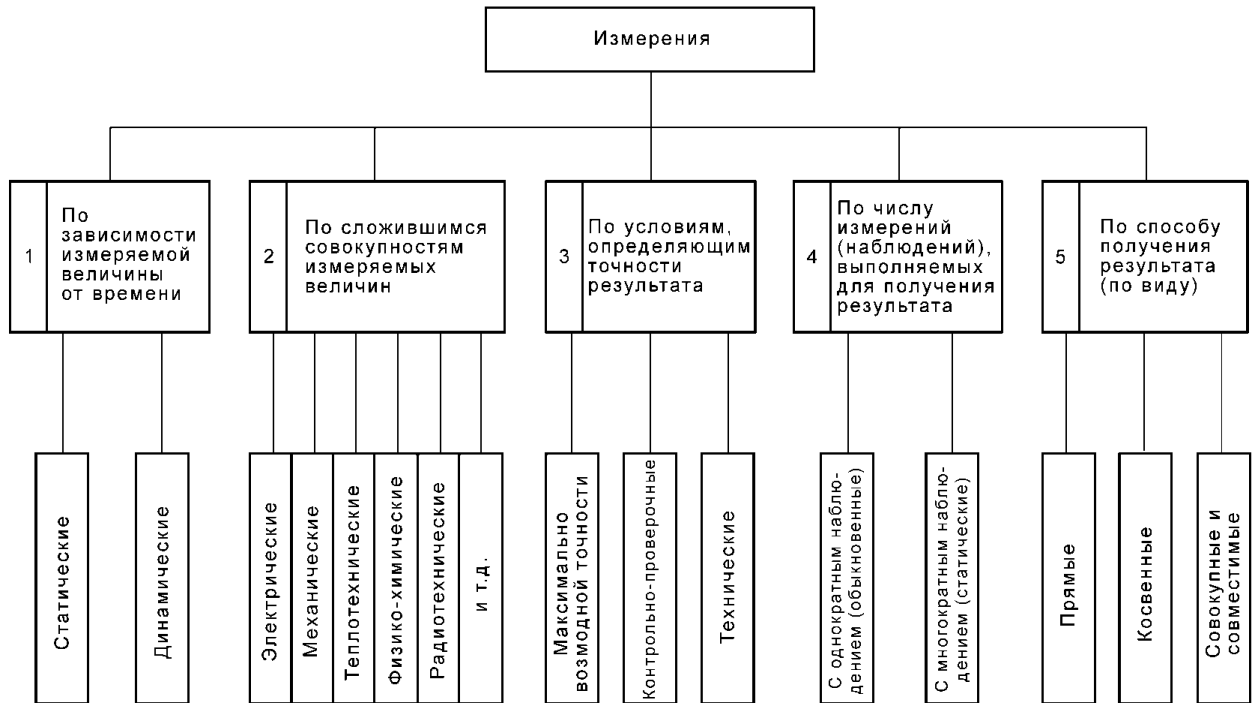 Измерения
1
По
зависимости
измеряемой
величины
от времени
2
По сложившимся
совокупностям
измеряемых
величин
3
По условиям,
определяющим
точности
результата
4
По числу
измерений
(наблюдений),
выполняемых
для получения
результата
5
По способу
получения
результата
(по виду)
Статические
Динамические
Электрические
Механические
Теплотехнические
Физико-химические
Радиотехнические
и т.д.
Максимально
возмодной точности
Контрольно-проверочные
Технические
С однократным наблю-
дением (обыкновенные)
С многократным наблю-
дением (статические)
Прямые
Косвенные
Совокупные и
совместимые